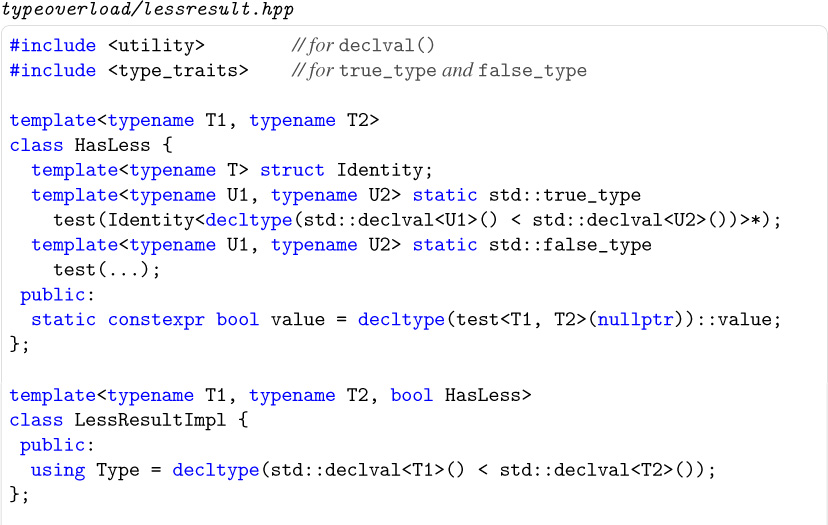 typeoverload/lessresult.hpp
#include <utility>        // for declval()
#include <type_traits>    // for true_type and false_type

template<typename T1, typename T2>
class HasLess {
  template<typename T> struct Identity;
  template<typename U1, typename U2> static std::true_type
    test(Identity<decltype(std::declval<U1>() < std::declval<U2>())>*);
  template<typename U1, typename U2> static std::false_type
    test(...);
 public:
  static constexpr bool value = decltype(test<T1, T2>(nullptr))::value;
};

template<typename T1, typename T2, bool HasLess>
class LessResultImpl {
 public:
  using Type = decltype(std::declval<T1>() < std::declval<T2>());
};